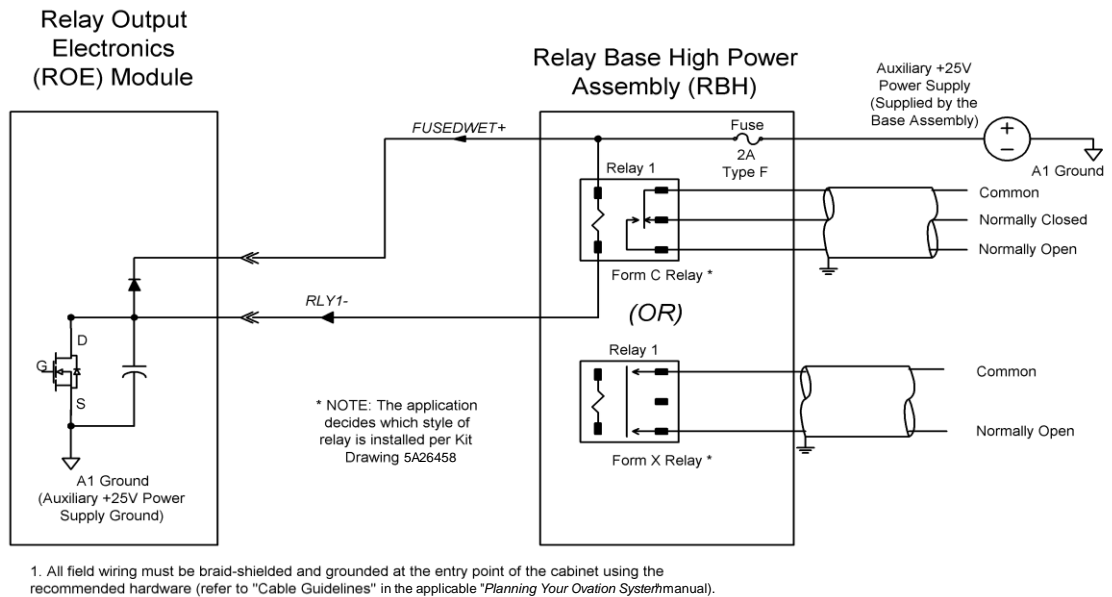 Relay Output
Electronics
(ROE) Module
Relay Base High Power
Assembly (RBH)
Auxiliary +25V
Power Supply
(Supplied by the
Base Assembly)
FUSEDWET+
Fuse
2A
Type F
+
−
A1 Ground
Relay 1
Common
Normally Closed
Normally Open
Form C Relay *
RLY1-
(OR)
D
G
S
Relay 1
Common
Normally Open
Form X Relay *
* NOTE: The application
decides which style of
relay is installed per Kit
Drawing 5A26458
A1 Ground
(Auxiliary +25V Power
Supply Ground)
1. All field wiring must be braid-shielded and grounded at the entry point of the cabinet using the
recommended hardware (refer to "Cable Guidelines" in the applicable "Planning Your Ovation System" manual).